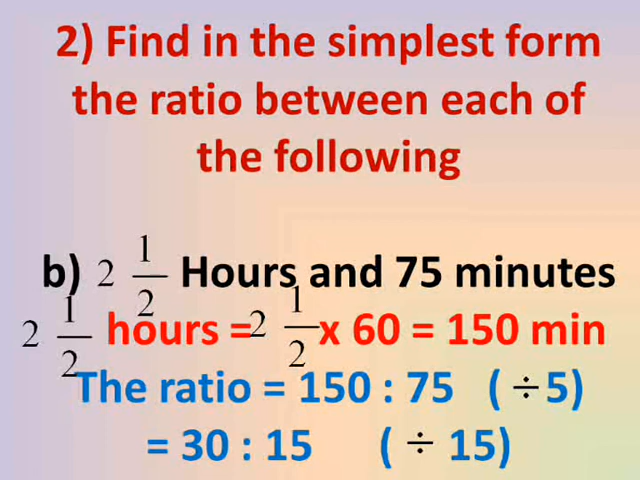 2) Find in the simplest form
the ratio between each of
the following
b) 2 1/2 Hours and 75 minutes
2 1/2 hours = 2 1/2 x 60 = 150 min
The ratio = 150 : 75 ( ÷ 5)
= 30 : 15 ( ÷ 15)